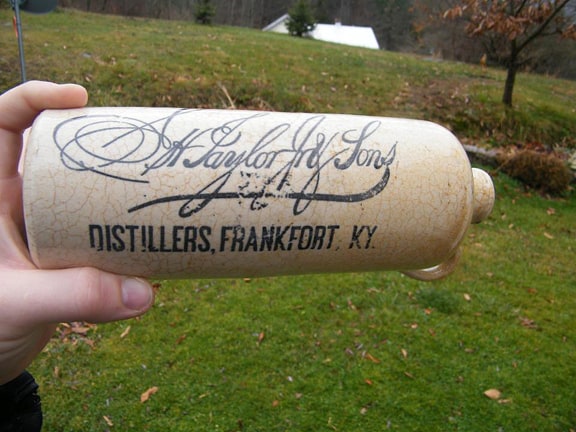 E.H. Taylor Jr & Sons
DISTILLERS, FRANKFORT, KY.